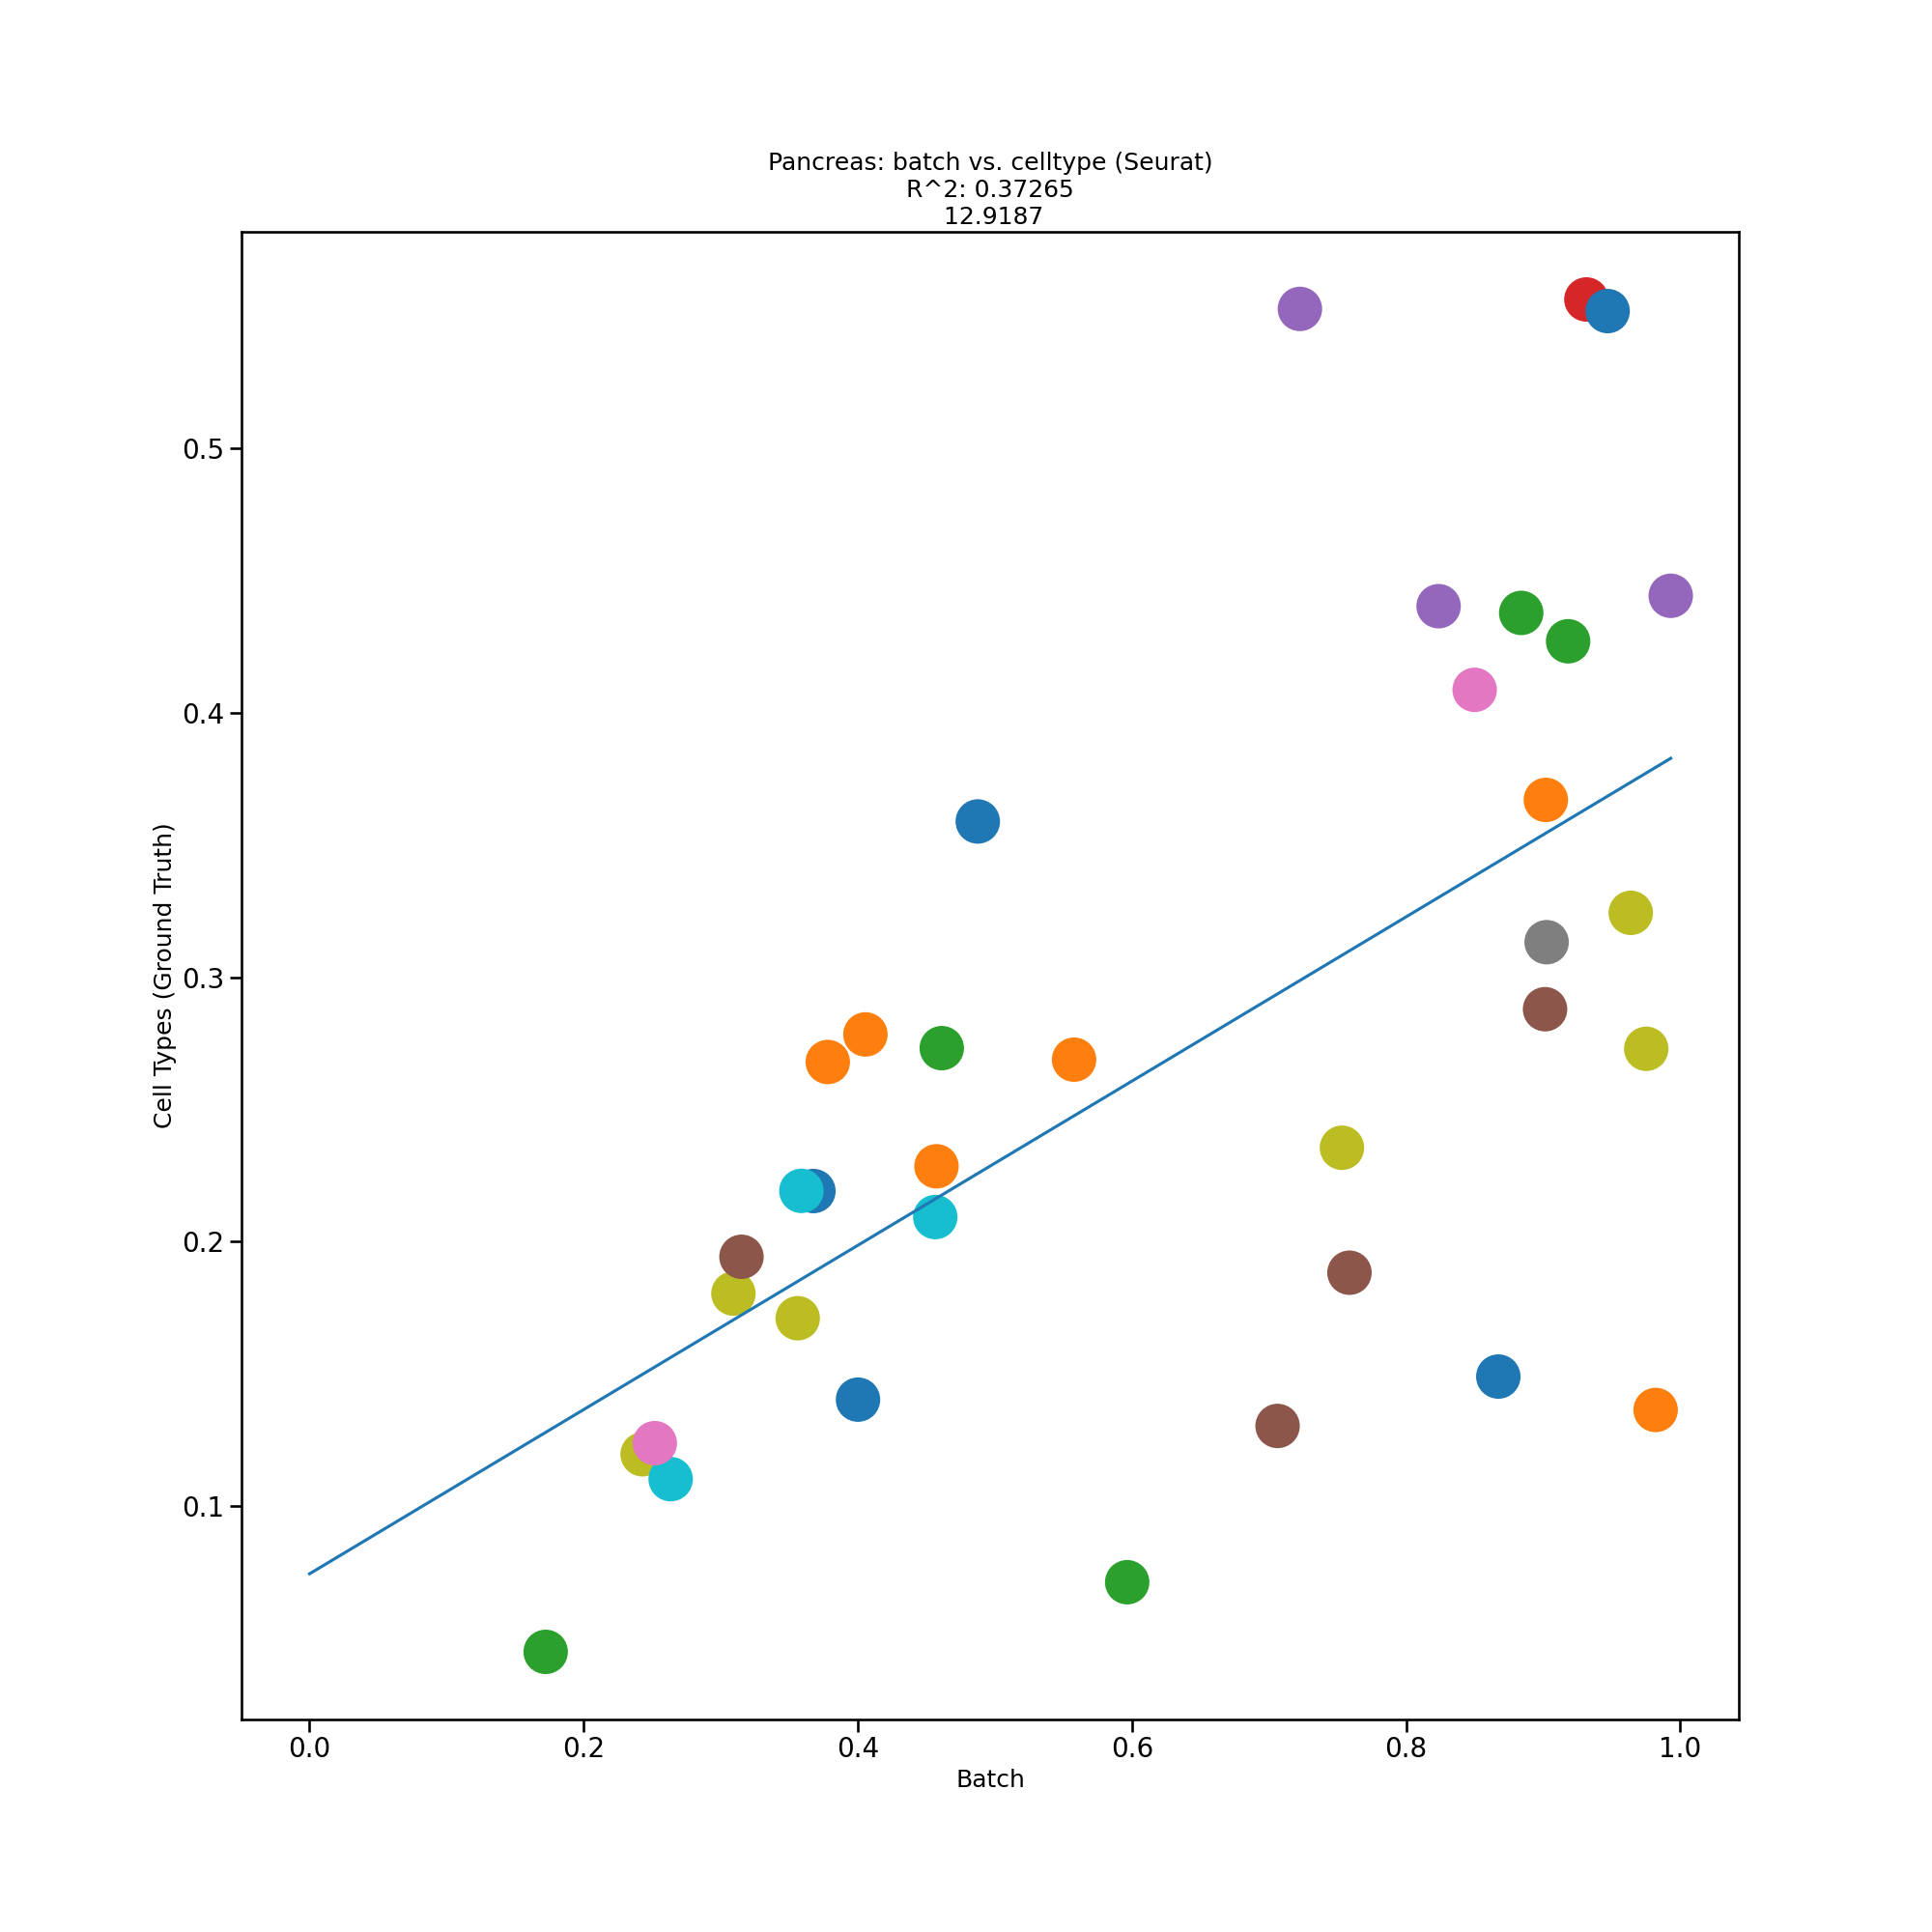 Pancreas: batch vs. celltype (Seurat)
R^2: 0.37265
12.9187
Cell Types (Ground Truth)
0.5
0.4
0.3
0.2
0.1
0.0 0.2 0.4 0.6 0.8 1.0
Batch